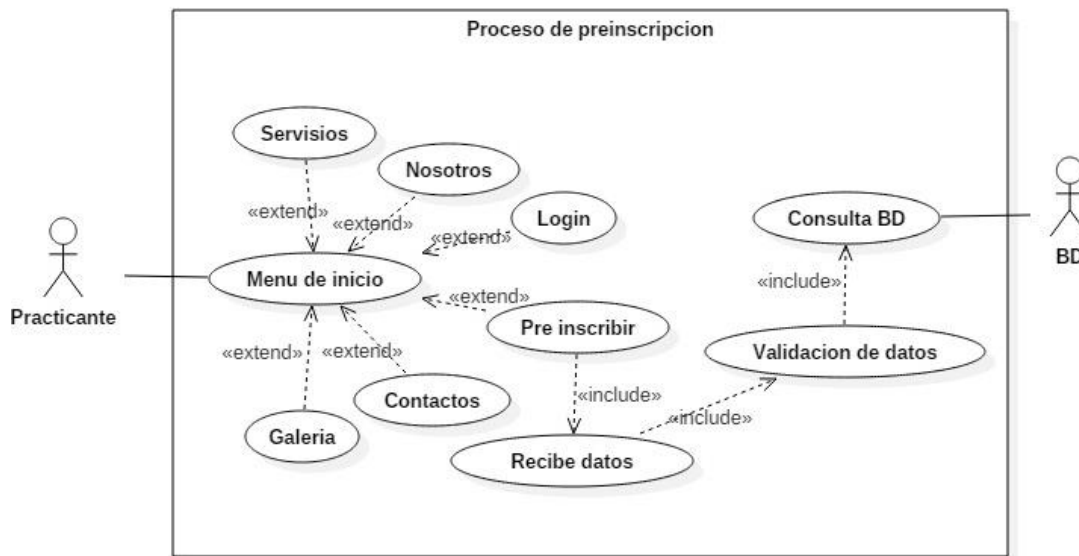 Proceso de preinscripcion
Servisios
Nosotros
Login
«extend»
«extend»
«extend»
Menu de inicio
Practicante
Consulta BD
BD
«include»
«extend»
Pre inscribir
Validacion de datos
«extend»
«extend»
Contactos
«include»
«include»
Galeria
Recibe datos